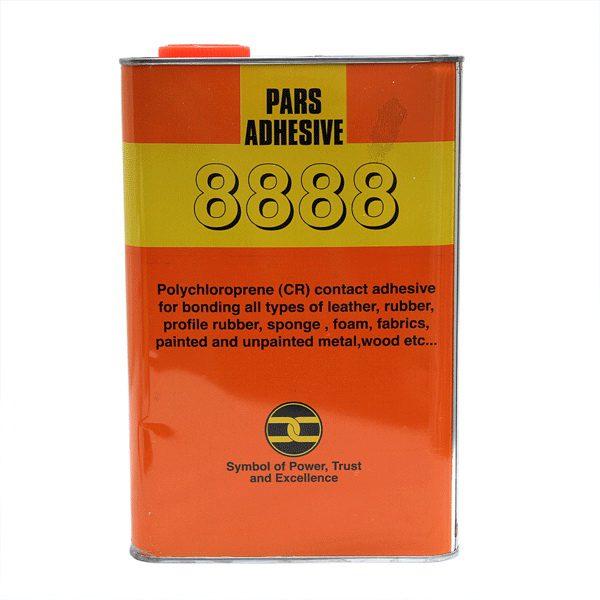 PARS
ADHESIVE
8888
Polychloroprene (CR) contact adhesive
for bonding all types of leather, rubber,
profile rubber, sponge , foam, fabrics,
painted and unpainted metal,wood etc...
Symbol of Power, Trust
and Excellence